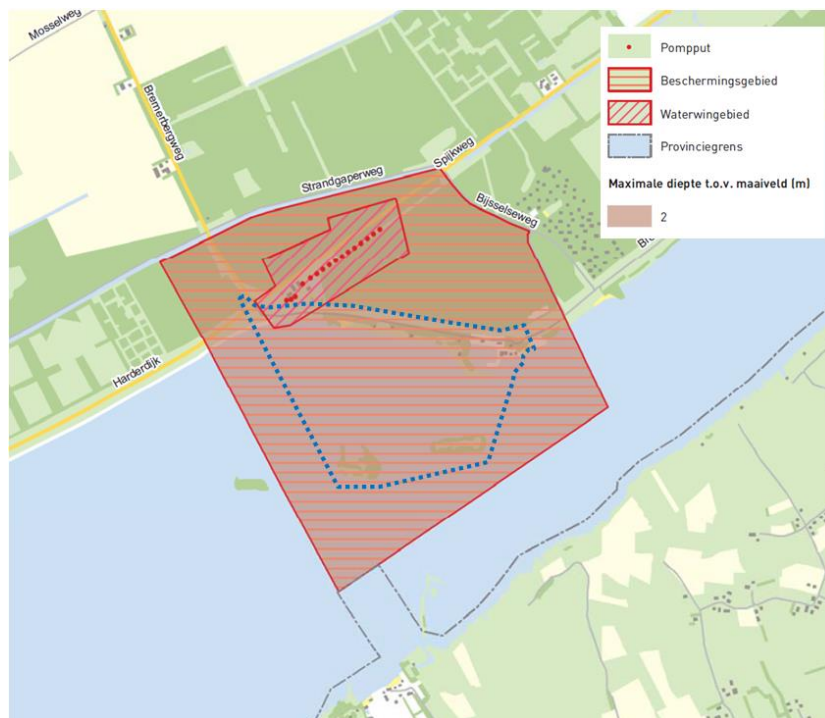 Mosselweg
Bremerbergweg
Strandgaperweg
Spijkweg
Bijsselseweg
Harderdijk
Pompput
Beschermingsgebied
Waterwingebied
Provinciegrens
Maximale diepte t.o.v. maaiveld (m)
2